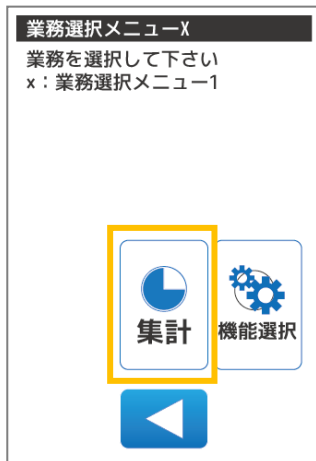 業務選択メニューX
業務を選択して下さい
x：業務選択メニュー1
集計
機能選択